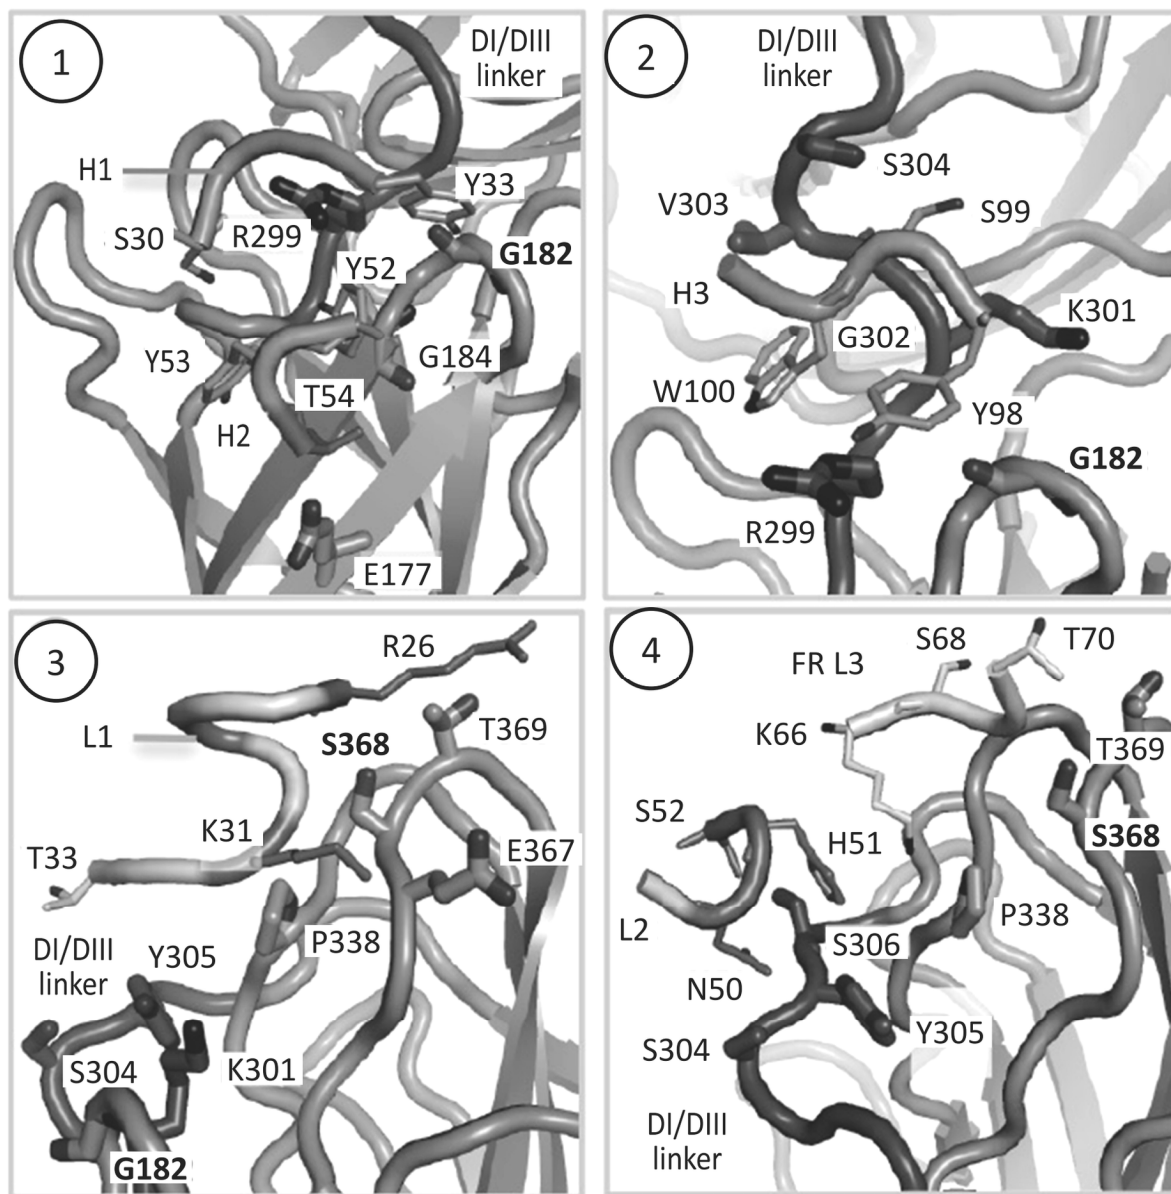 1
DI/DIII
linker
H1
Y33
S30
R299
G182
Y52
Y53
G184
T54
H2
E177
2
DI/DIII
linker
S304
V303
S99
H3
K301
G302
W100
Y98
G182
R299
3
R26
L1
S368
T369
K31
T33
E367
P338
DI/DIII
linker
Y305
S304
K301
G182
4
S68
T70
FR L3
K66
T369
S52
H51
S368
P338
L2
S306
N50
Y305
S304
DI/DIII
linker